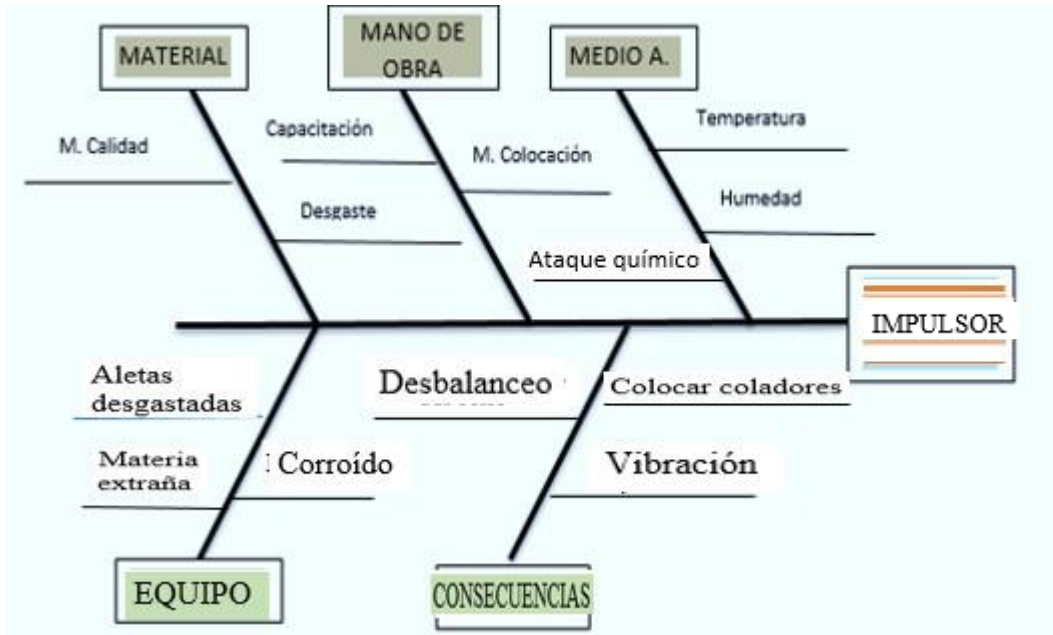 MATERIAL
MANO DE
OBRA
MEDIO A.
M. Calidad
Capacitación
Desgaste
M. Colocación
Temperatura
Humedad
Ataque químico
IMPULSOR
Aletas
desgastadas
Materia
extraña
Corroído
Desbalanceo
Colocar coladores
Vibración
EQUIPO
CONSECUENCIAS